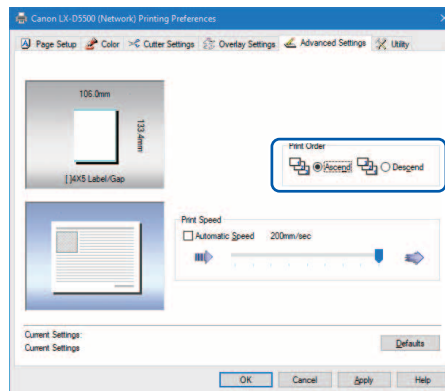 Canon LX-D5500 (Network) Printing Preferences
Page Setup Color Cutter Settings Overlay Settings Advanced Settings Utility
106.0mm
133.4mm
[ ]4X5 Label/Gap
Print Order
Ascend Descend
Print Speed
Automatic Speed 200mm/sec
Current Settings:
Current Settings
Defaults
OK Cancel Apply Help